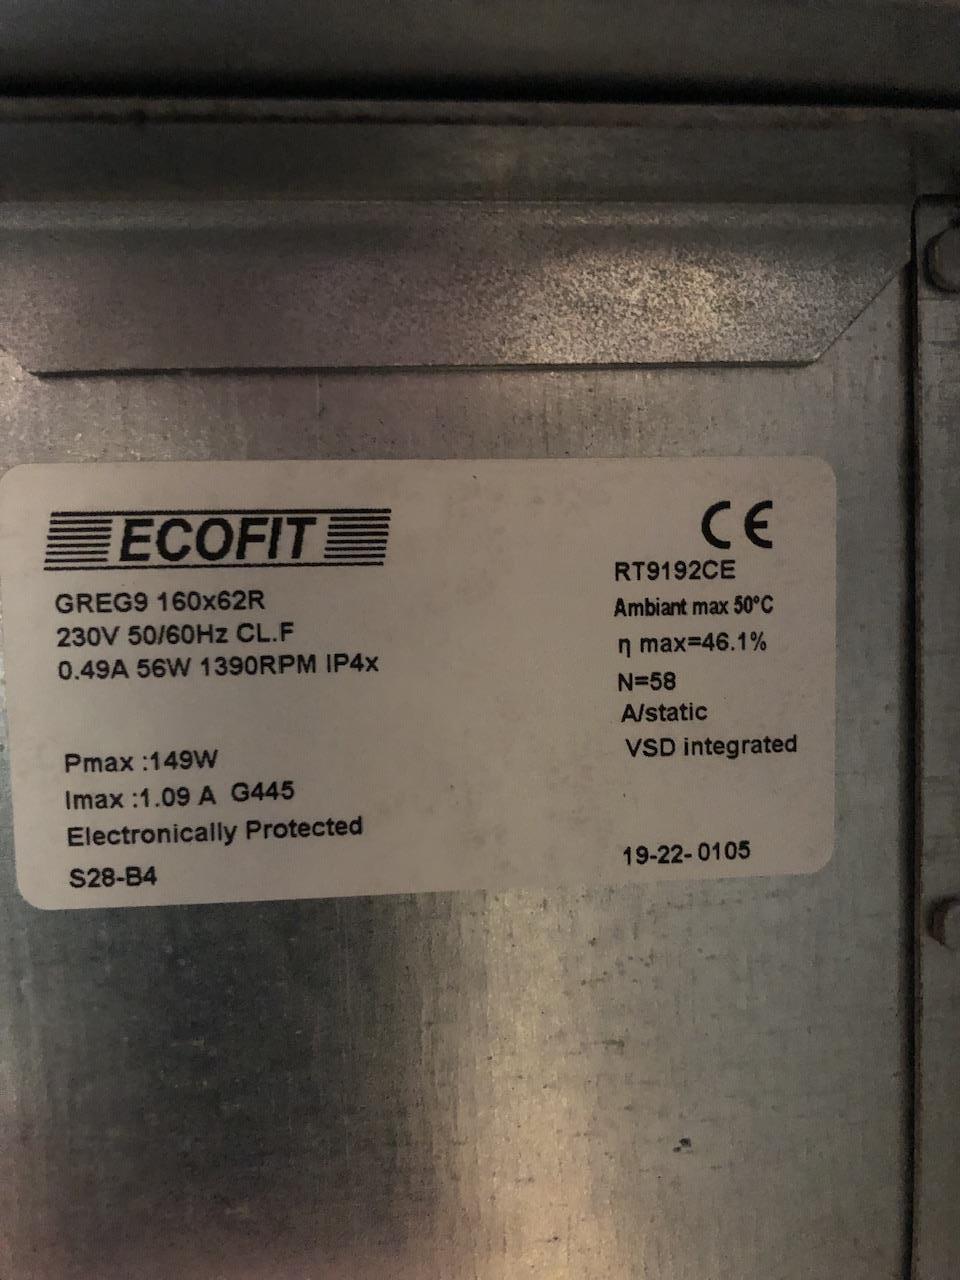 ECOFIT
GREG9 160x62R
230V 50/60Hz CL.F
0.49A 56W 1390RPM IP4x
Pmax :149W
Imax :1.09 A G445
Electronically Protected
S28-B4
CE
RT9192CE
Ambiant max 50°C
η max=46.1%
N=58
A/static
VSD integrated
19-22-0105